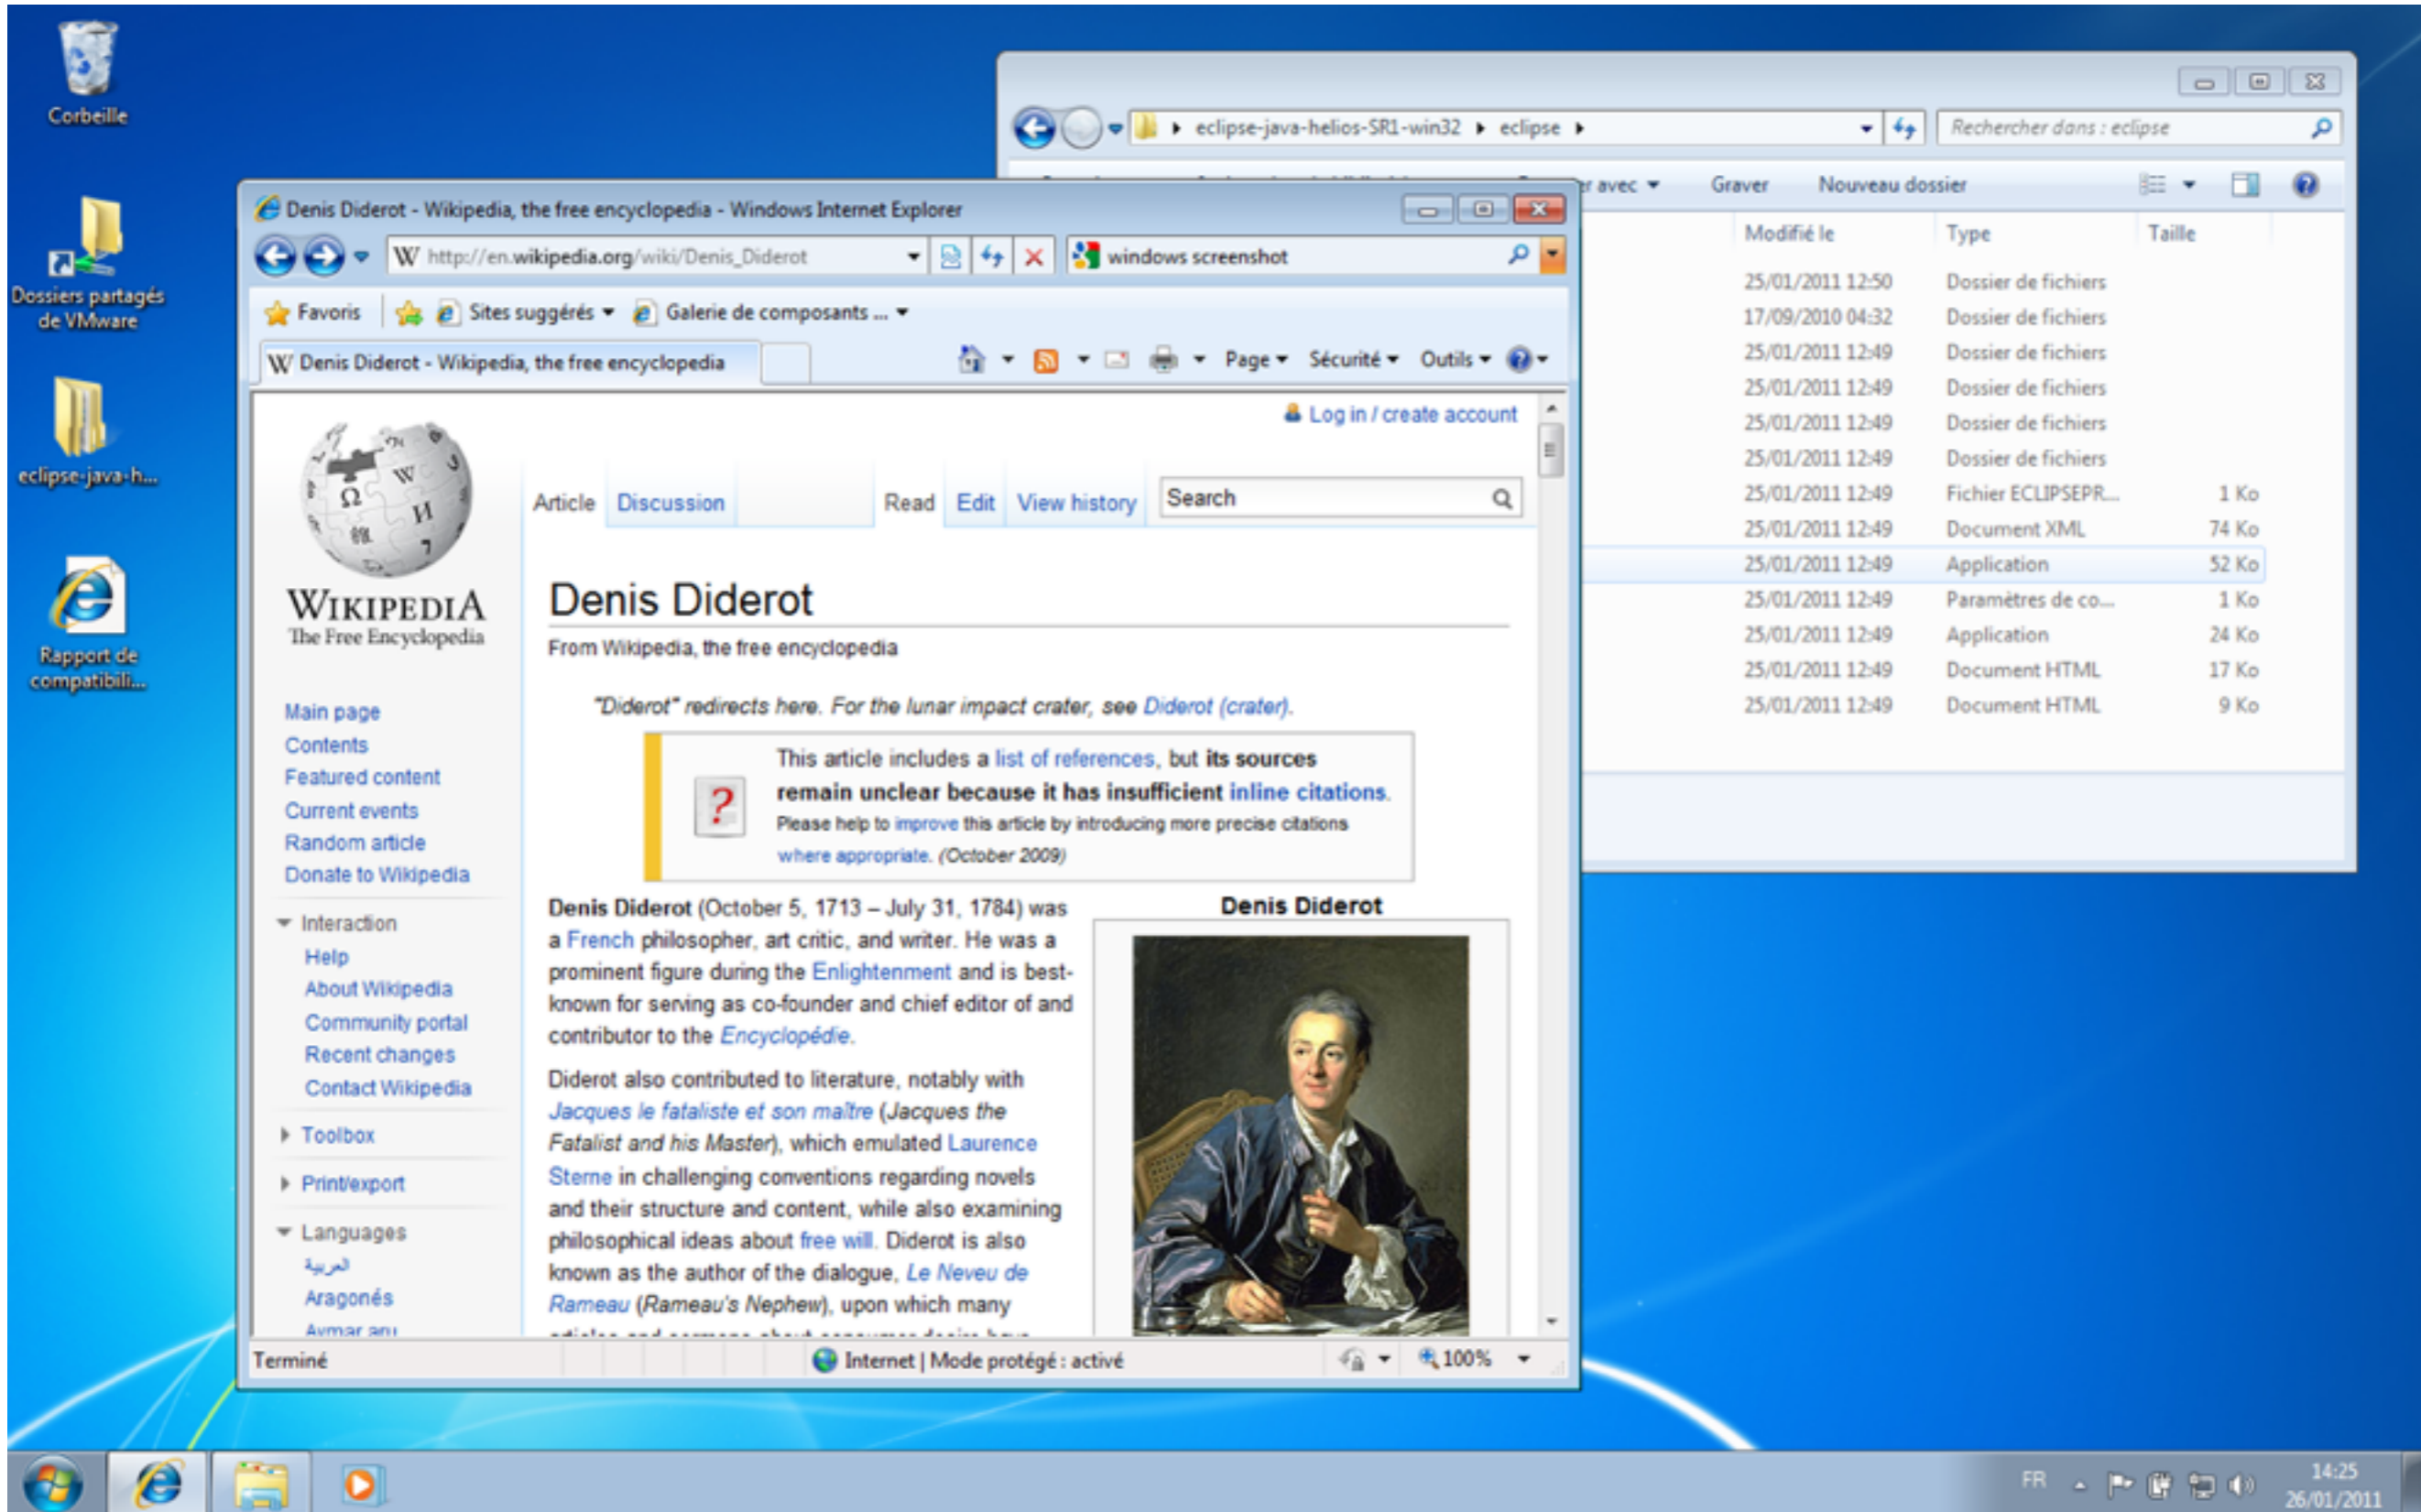 Corbeille
Dossiers partagés
de VMware
eclipse-java-h...
Rapport de
compatibili...
eclipse-java-helios-SR1-win32 eclipse
Rechercher dans : eclipse
r avec
Graver
Nouveau dossier
Modifié le Type Taille
25/01/2011 12:50 Dossier de fichiers
17/09/2010 04:32 Dossier de fichiers
25/01/2011 12:49 Dossier de fichiers
25/01/2011 12:49 Dossier de fichiers
25/01/2011 12:49 Dossier de fichiers
25/01/2011 12:49 Dossier de fichiers
25/01/2011 12:49 Fichier ECLIPSEPR... 1 Ko
25/01/2011 12:49 Document XML 74 Ko
25/01/2011 12:49 Application 52 Ko
25/01/2011 12:49 Paramètres de co... 1 Ko
25/01/2011 12:49 Application 24 Ko
25/01/2011 12:49 Document HTML 17 Ko
25/01/2011 12:49 Document HTML 9 Ko
Denis Diderot - Wikipedia, the free encyclopedia - Windows Internet Explorer
W http://en.wikipedia.org/wiki/Denis_Diderot
windows screenshot
Favoris Sites suggérés Galerie de composants ...
W Denis Diderot - Wikipedia, the free encyclopedia
Page Sécurité Outils
Log in / create account
Article Discussion Read Edit View history Search
WIKIPEDIA
The Free Encyclopedia
Main page
Contents
Featured content
Current events
Random article
Donate to Wikipedia
Interaction
Help
About Wikipedia
Community portal
Recent changes
Contact Wikipedia
Toolbox
Print/export
Languages
العربية
Aragonés
Aymar aru
Denis Diderot
From Wikipedia, the free encyclopedia
"Diderot" redirects here. For the lunar impact crater, see Diderot (crater).
This article includes a list of references, but its sources
remain unclear because it has insufficient inline citations.
Please help to improve this article by introducing more precise citations
where appropriate. (October 2009)
Denis Diderot (October 5, 1713 – July 31, 1784) was
a French philosopher, art critic, and writer. He was a
prominent figure during the Enlightenment and is best-
known for serving as co-founder and chief editor of and
contributor to the Encyclopédie.
Diderot also contributed to literature, notably with
Jacques le fataliste et son maître (Jacques the
Fatalist and his Master), which emulated Laurence
Sterne in challenging conventions regarding novels
and their structure and content, while also examining
philosophical ideas about free will. Diderot is also
known as the author of the dialogue, Le Neveu de
Rameau (Rameau's Nephew), upon which many
Denis Diderot
Terminé
Internet | Mode protégé : activé
100%
FR
14:25
26/01/2011